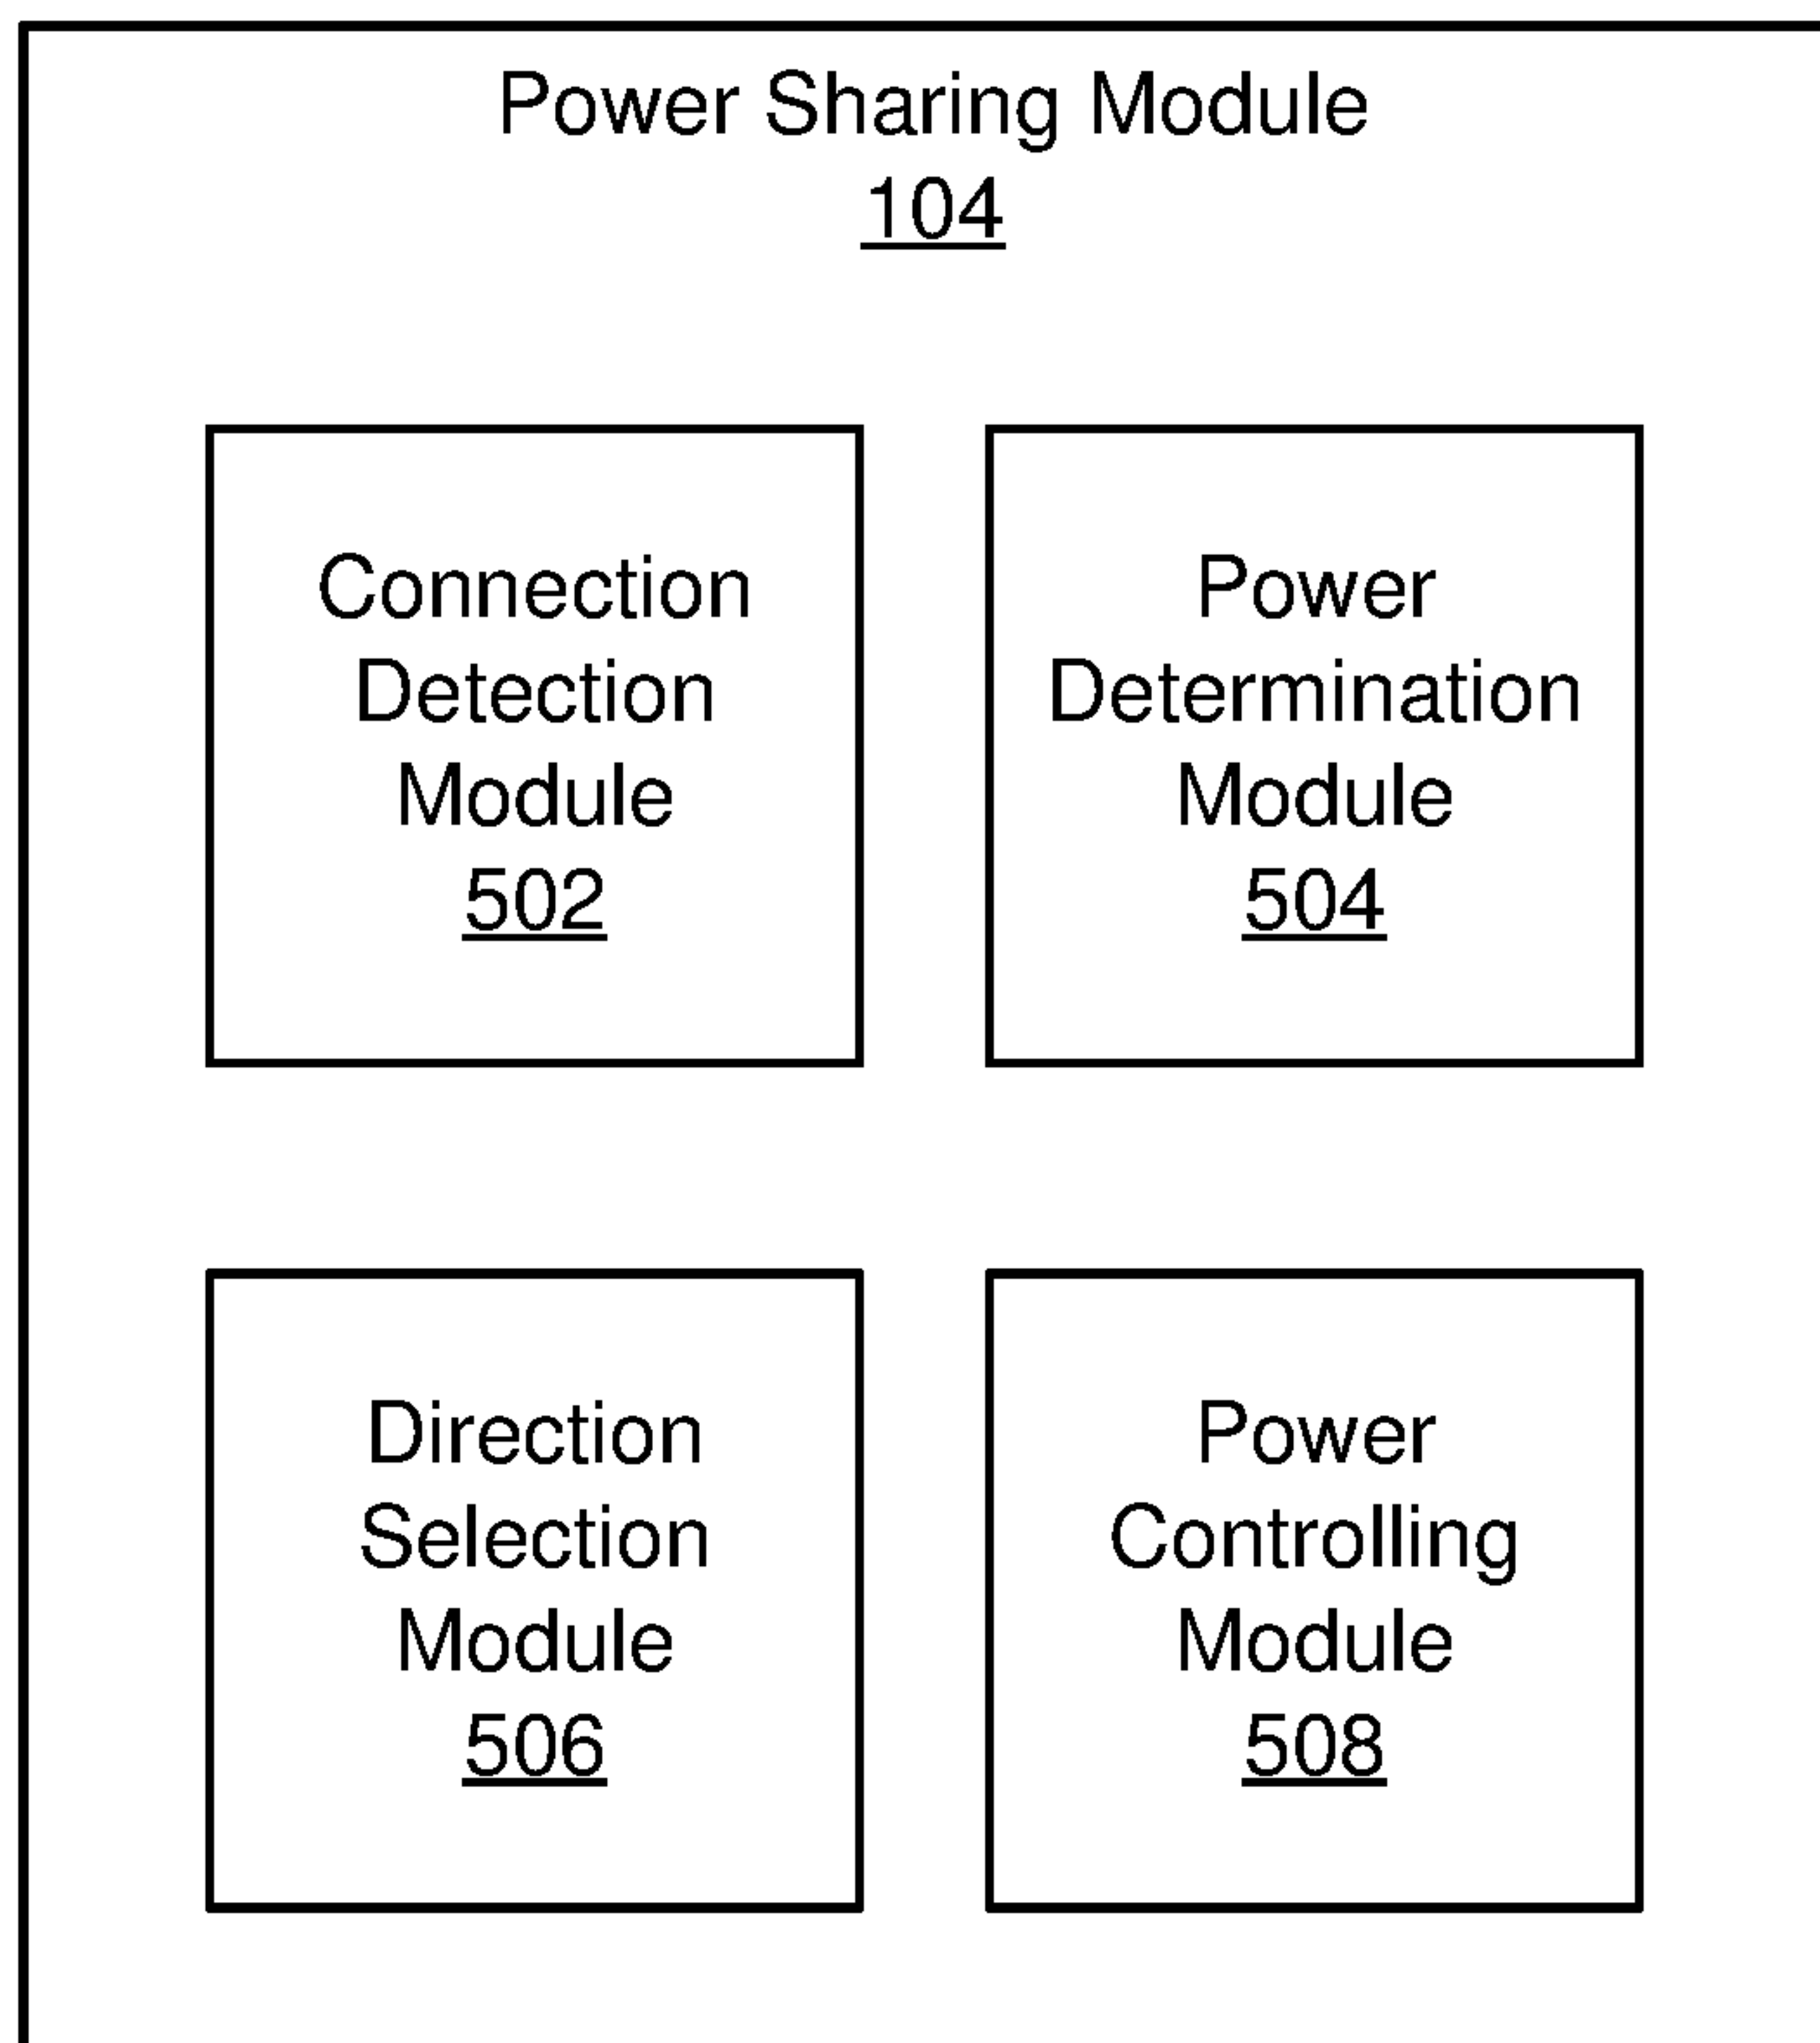 Power Sharing Module
104
Connection
Detection
Module
502
Power
Determination
Module
504
Direction
Selection
Module
506
Power
Controlling
Module
508